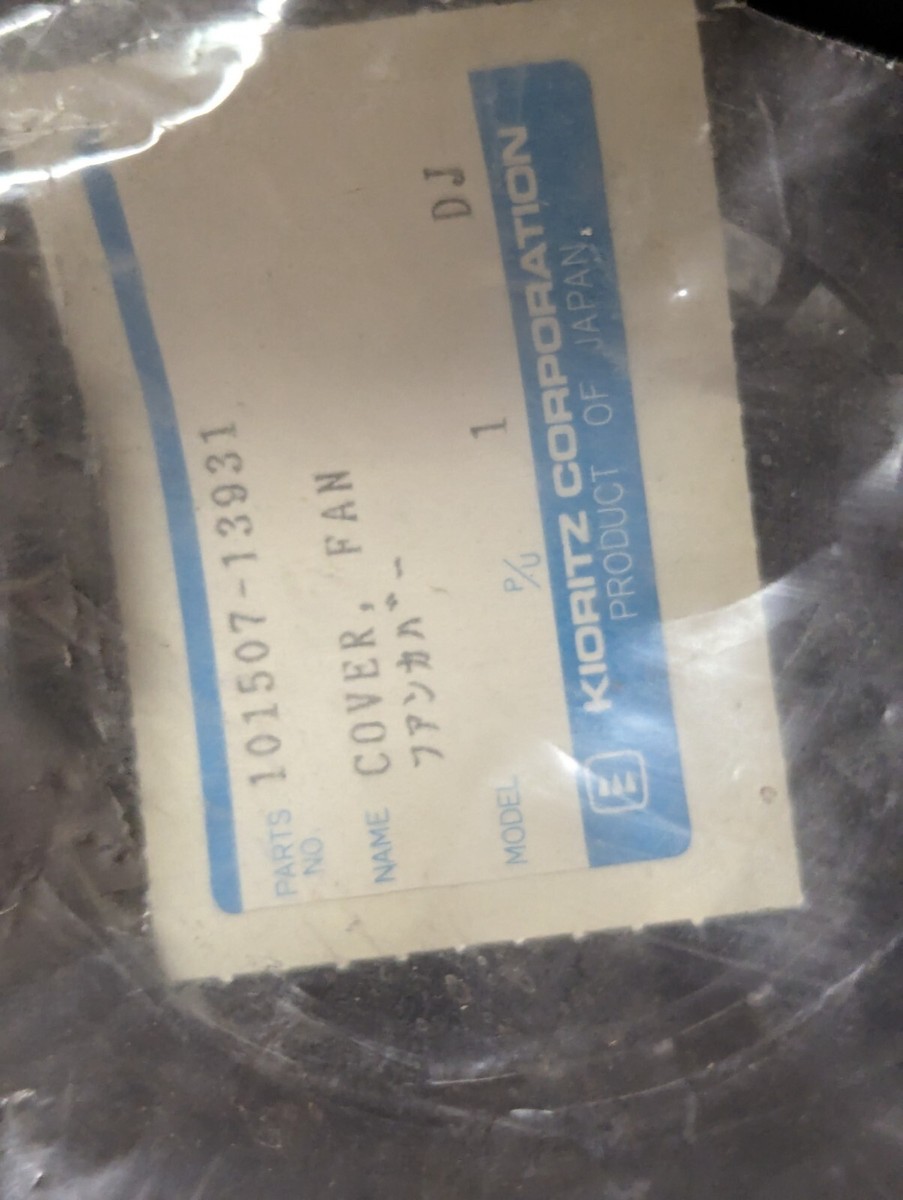 PARTS NO. 101507-13931
NAME COVER, FAN
ファンカバー
DJ
MODEL P/U 1
KIORITZ CORPORATION
PRODUCT OF JAPAN.